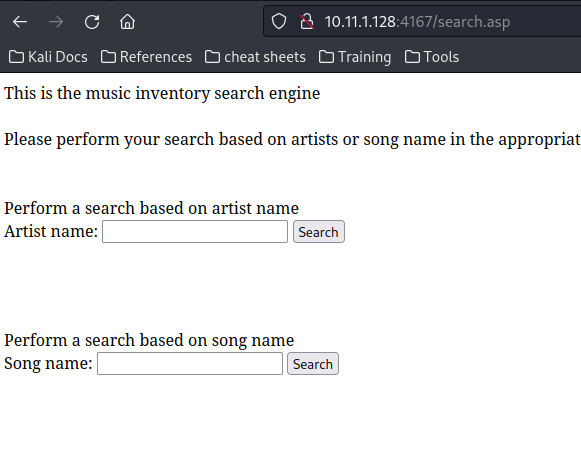 10.11.1.128:4167/search.asp
Kali Docs References cheat sheets Training Tools
This is the music inventory search engine
Please perform your search based on artists or song name in the appropriat
Perform a search based on artist name
Artist name: Search
Perform a search based on song name
Song name: Search